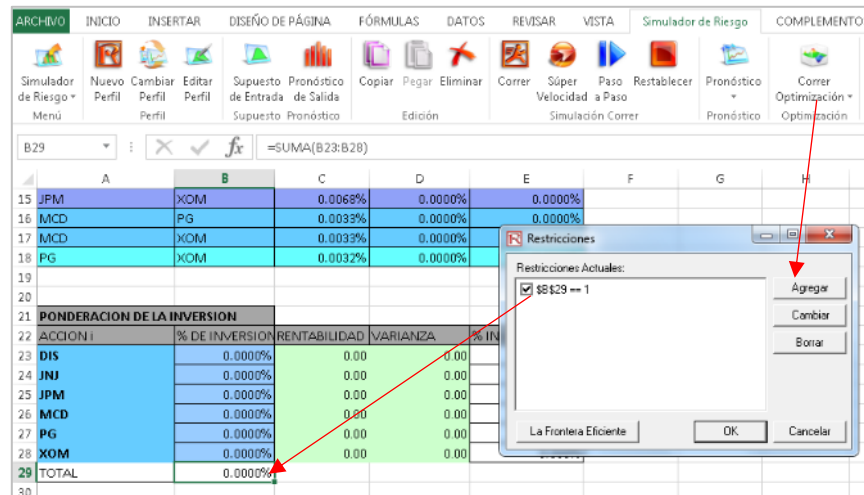 ARCHIVO INICIO INSERTAR DISEÑO DE PÁGINA FÓRMULAS DATOS REVISAR VISTA Simulador de Riesgo COMPLEMENTO
Simulador de Riesgo Nuevo Perfil Cambiar Perfil Editar Perfil Supuesto de Entrada Pronóstico de Salida Copiar Pegar Eliminar Correr Súper Velocidad Paso a Paso Restablecer Pronóstico Correr Optimización
Menú Perfil Supuesto Pronóstico Edición Simulación Correr Pronóstico Optimización
B29 fx =SUMA(B23:B28)
A B C D E F G H
15 JPM XOM 0.0068% 0.0000% 0.0000%
16 MCD PG 0.0033% 0.0000% 0.0000%
17 MCD XOM 0.0033% 0.0000%
18 PG XOM 0.0032% 0.0000%
19
20
21 PONDERACION DE LA INVERSION
22 ACCION i % DE INVERSION RENTABILIDAD VARIANZA % IN
23 DIS 0.0000% 0.00 0.00
24 JNJ 0.0000% 0.00 0.00
25 JPM 0.0000% 0.00 0.00
26 MCD 0.0000% 0.00 0.00
27 PG 0.0000% 0.00 0.00
28 XOM 0.0000% 0.00 0.00
29 TOTAL 0.0000%
30
Restricciones
Restricciones Actuales:
$B$29 == 1
Agregar
Cambiar
Borrar
La Frontera Eficiente OK Cancelar